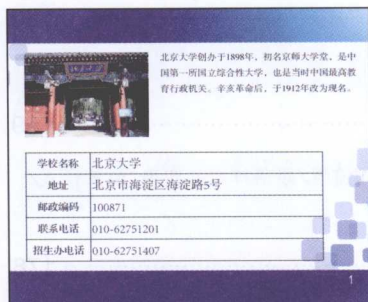 北京大学创办于1898年，初名京师大学堂，是中
国第一所国立综合性大学，也是当时中国最高教
育行政机关。辛亥革命后，于1912年改为现名。
学校名称 北京大学
地址 北京市海淀区海淀路5号
邮政编码 100871
联系电话 010-62751201
招生办电话 010-62751407
1